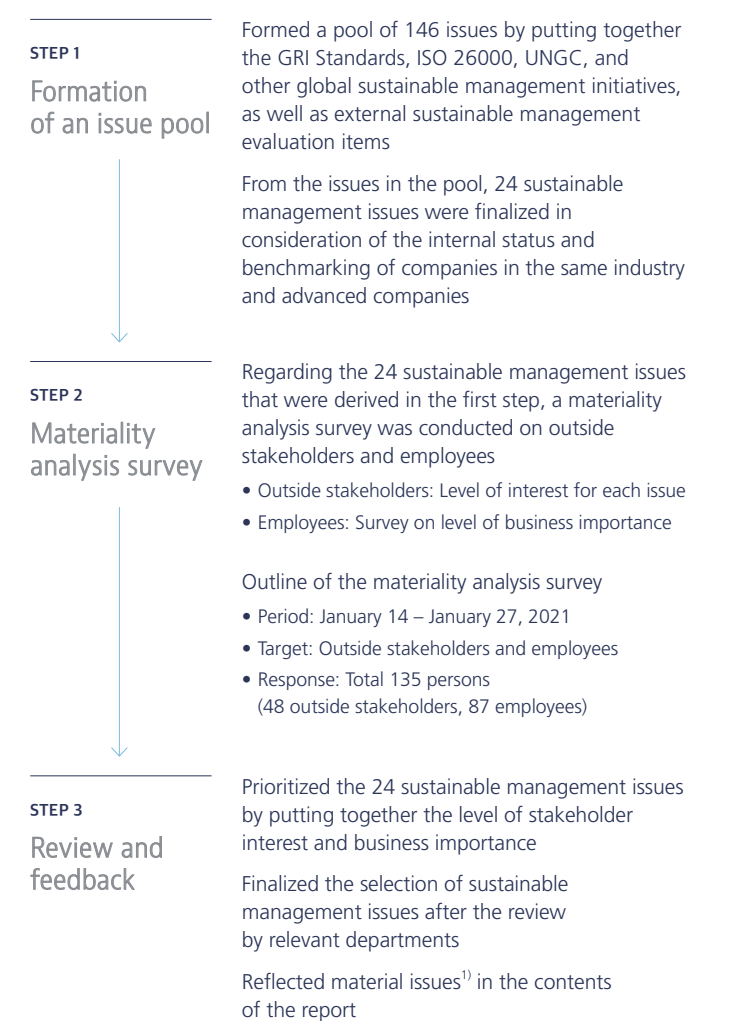 STEP 1
Formation
of an issue pool
Formed a pool of 146 issues by putting together
the GRI Standards, ISO 26000, UNGC, and
other global sustainable management initiatives,
as well as external sustainable management
evaluation items
From the issues in the pool, 24 sustainable
management issues were finalized in
consideration of the internal status and
benchmarking of companies in the same industry
and advanced companies
STEP 2
Materiality
analysis survey
Regarding the 24 sustainable management issues
that were derived in the first step, a materiality
analysis survey was conducted on outside
stakeholders and employees
• Outside stakeholders: Level of interest for each issue
• Employees: Survey on level of business importance
Outline of the materiality analysis survey
• Period: January 14 – January 27, 2021
• Target: Outside stakeholders and employees
• Response: Total 135 persons
(48 outside stakeholders, 87 employees)
STEP 3
Review and
feedback
Prioritized the 24 sustainable management issues
by putting together the level of stakeholder
interest and business importance
Finalized the selection of sustainable
management issues after the review
by relevant departments
Reflected material issues1) in the contents
of the report